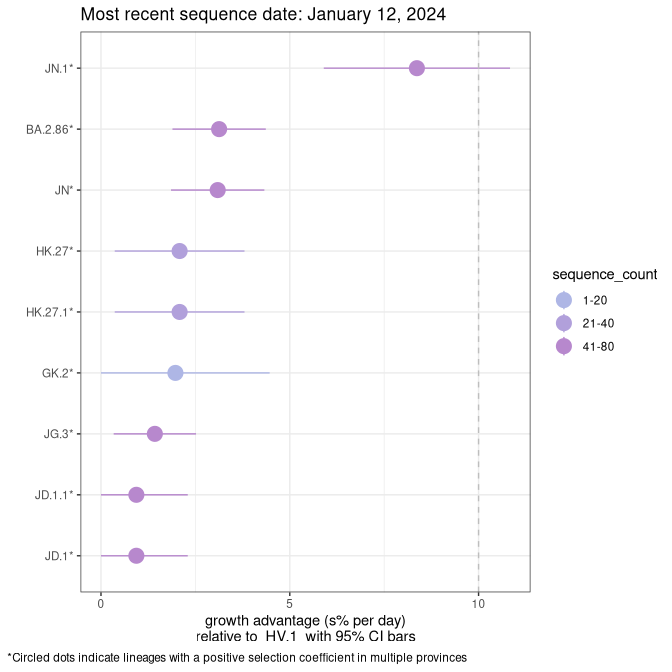 Most recent sequence date: January 12, 2024
JN.1*
BA.2.86*
JN*
HK.27*
HK.27.1*
GK.2*
JG.3*
JD.1.1*
JD.1*
0 5 10
growth advantage (s% per day)
relative to  HV.1  with 95% CI bars
sequence_count
1-20
21-40
41-80
*Circled dots indicate lineages with a positive selection coefficient in multiple provinces